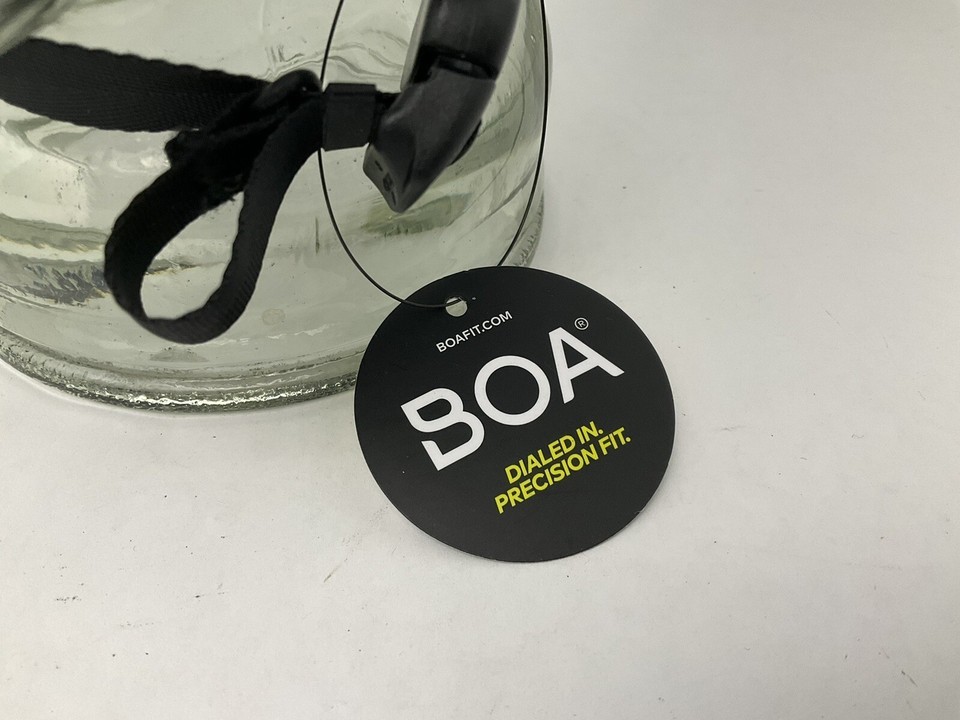 BOAFIT.COM
BOA®
DIALED IN.
PRECISION FIT.